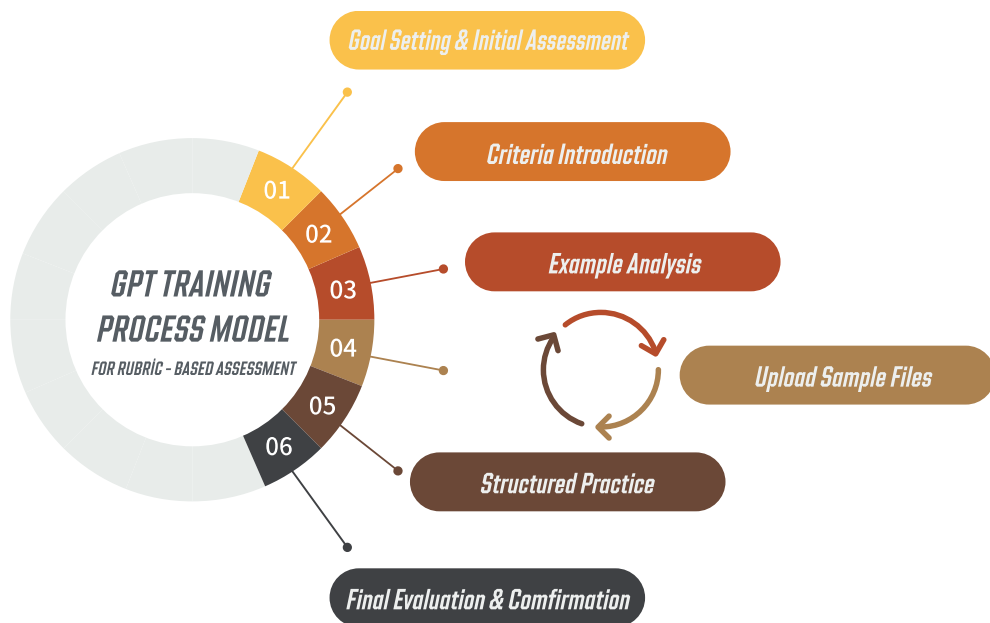 Goal Setting & Initial Assessment
Criteria Introduction
01
02
Example Analysis
GPT TRAINING
03
PROCESS MODEL
04
FOR RUBRİC - BASED ASSESSMENT
Upload Sample Files
05
06
Structured Practice
Final Evaluation & Comfirmation